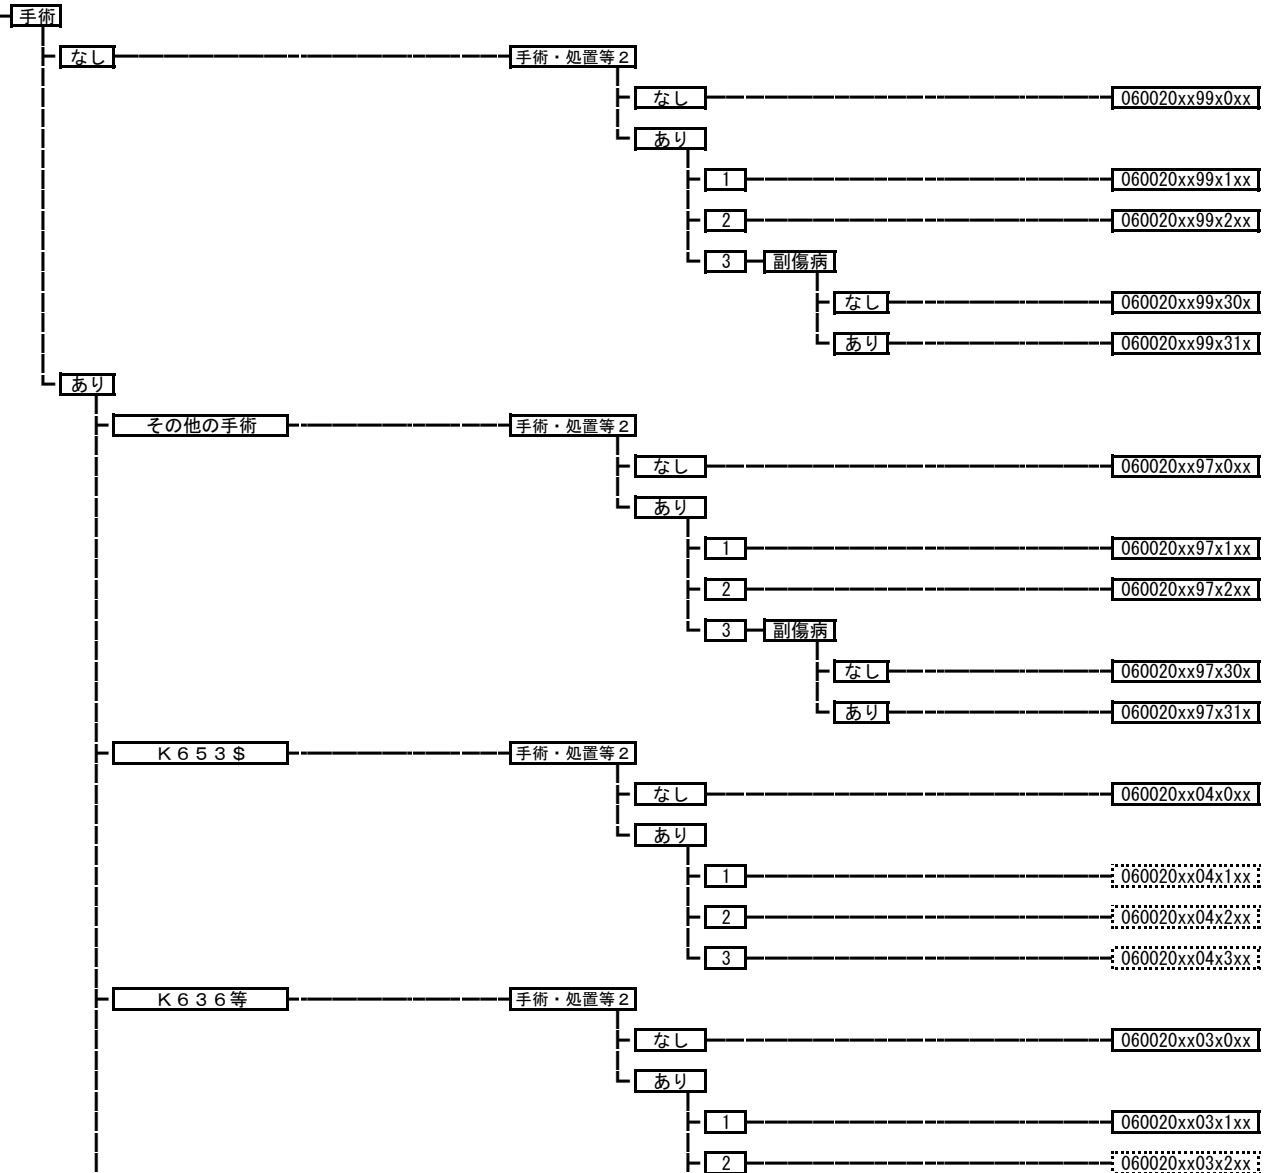 手術
なし 手術・処置等２
なし 060020xx99x0xx
あり
1 060020xx99x1xx
2 060020xx99x2xx
3 副傷病
なし 060020xx99x30x
あり 060020xx99x31x
あり
その他の手術 手術・処置等２
なし 060020xx97x0xx
あり
1 060020xx97x1xx
2 060020xx97x2xx
3 副傷病
なし 060020xx97x30x
あり 060020xx97x31x
Ｋ６５３＄ 手術・処置等２
なし 060020xx04x0xx
あり
1 060020xx04x1xx
2 060020xx04x2xx
3 060020xx04x3xx
Ｋ６３６等 手術・処置等２
なし 060020xx03x0xx
あり
1 060020xx03x1xx
2 060020xx03x2xx